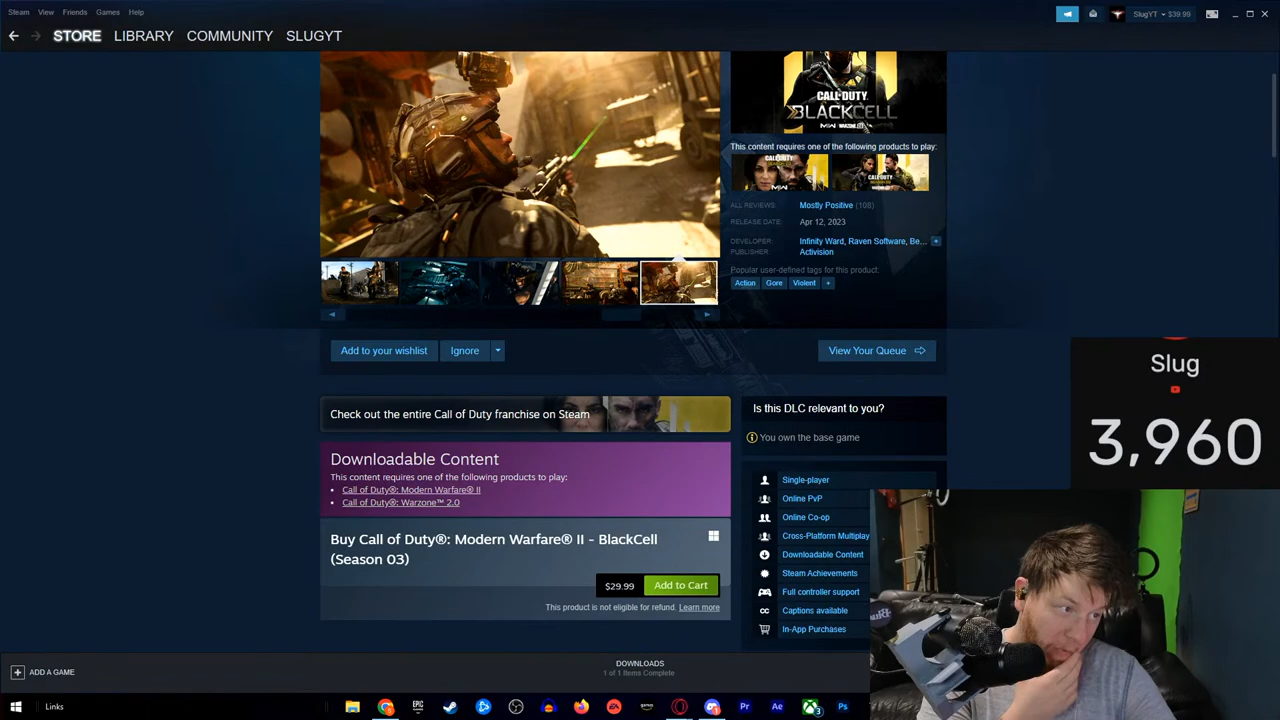 Steam View Friends Games Help
SlugYT $39.99
STORE LIBRARY COMMUNITY SLUGYT
CALL OF DUTY
BLACKCELL
This content requires one of the following products to play:
ALL REVIEWS: Mostly Positive (108)
RELEASE DATE: Apr 12, 2023
DEVELOPER: Infinity Ward, Raven Software, Be... +
PUBLISHER: Activision
Popular user-defined tags for this product:
Action Gore Violent +
Add to your wishlist Ignore View Your Queue
Slug
3,960
Check out the entire Call of Duty franchise on Steam
Is this DLC relevant to you?
You own the base game
Downloadable Content
This content requires one of the following products to play:
Call of Duty®: Modern Warfare® II
Call of Duty®: Warzone™ 2.0
Buy Call of Duty®: Modern Warfare® II - BlackCell
(Season 03)
$29.99 Add to Cart
This product is not eligible for refund. Learn more
Single-player
Online PvP
Online Co-op
Cross-Platform Multiplay
Downloadable Content
Steam Achievements
Full controller support
CC Captions available
In-App Purchases
+ ADD A GAME
DOWNLOADS
1 of 1 Items Complete
Links
EPIC
EA
Pr
Ae
3
Ps